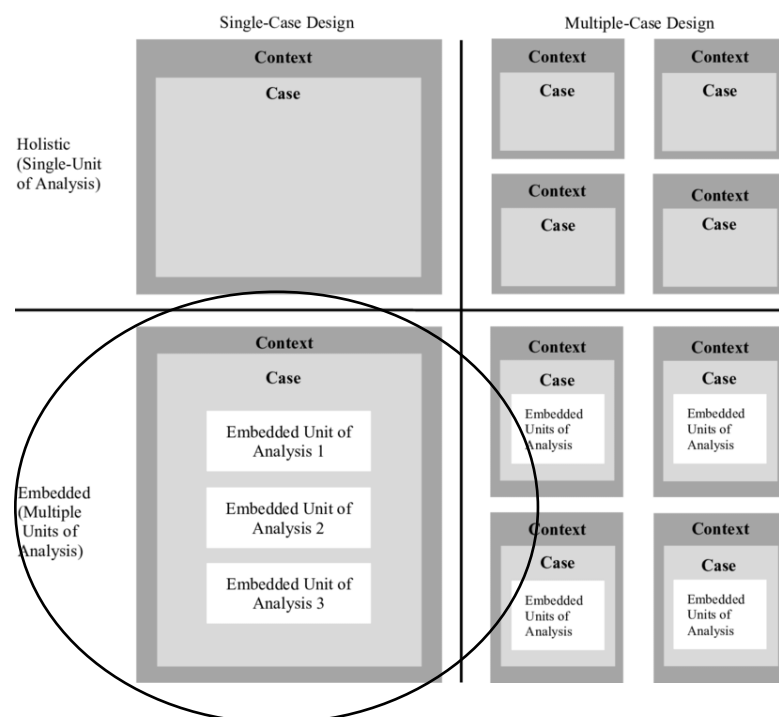 Single-Case Design
Multiple-Case Design
Holistic
(Single-Unit
of Analysis)
Context
Case
Context
Case
Context
Case
Context
Case
Context
Case
Embedded
(Multiple
Units of
Analysis)
Context
Case
Embedded Unit of
Analysis 1
Embedded Unit of
Analysis 2
Embedded Unit of
Analysis 3
Context
Case
Embedded
Units of
Analysis
Context
Case
Embedded
Units of
Analysis
Context
Case
Embedded
Units of
Analysis
Context
Case
Embedded
Units of
Analysis